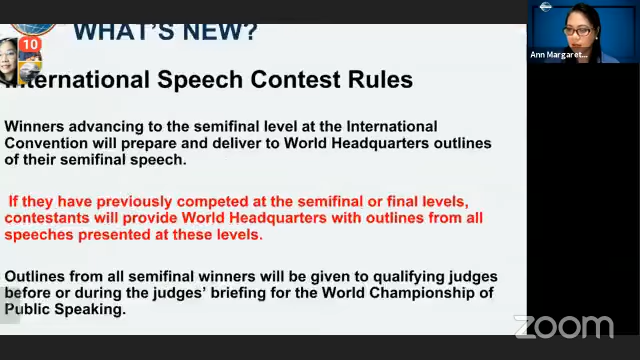 WHAT'S NEW?
10
International Speech Contest Rules
Winners advancing to the semifinal level at the International
Convention will prepare and deliver to World Headquarters outlines
of their semifinal speech.
If they have previously competed at the semifinal or final levels,
contestants will provide World Headquarters with outlines from all
speeches presented at these levels.
Outlines from all semifinal winners will be given to qualifying judges
before or during the judges' briefing for the World Championship of
Public Speaking.
Ann Margaret...
zoom